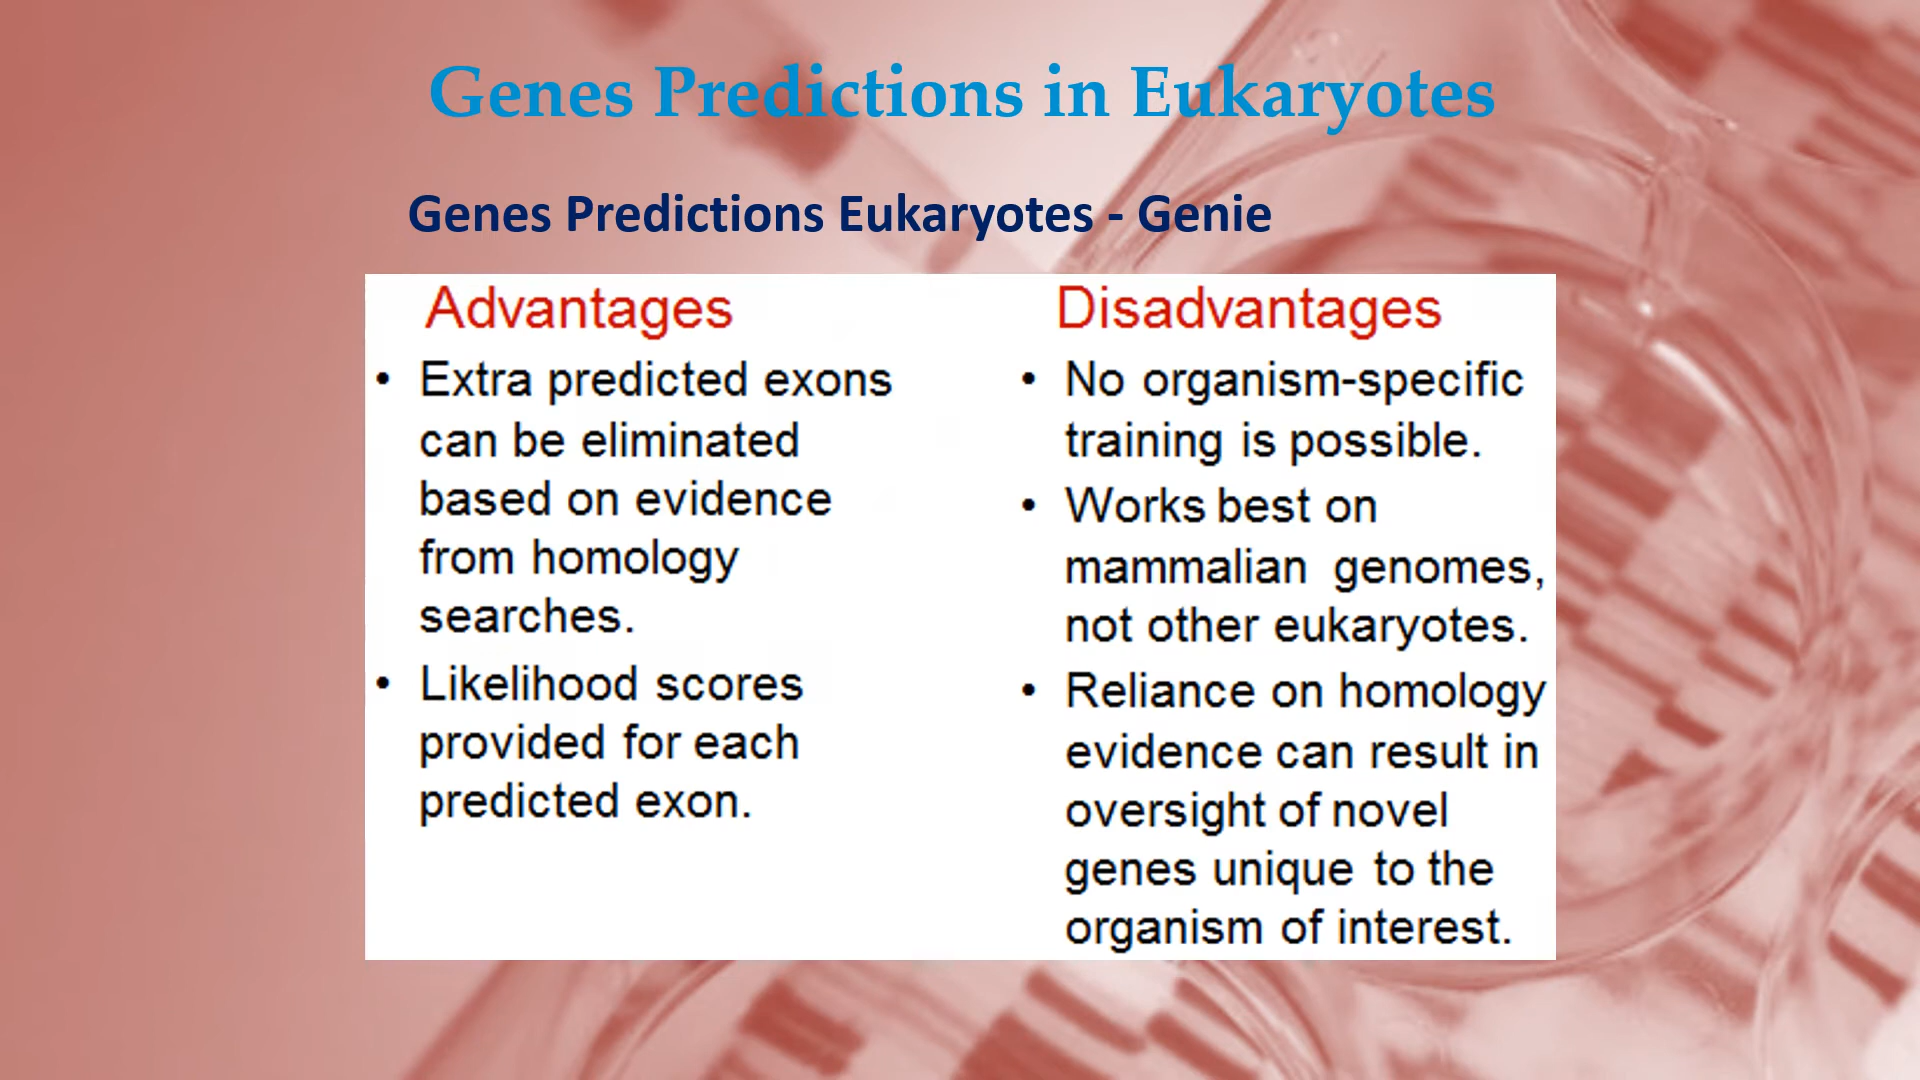 Genes Predictions in Eukaryotes
Genes Predictions Eukaryotes - Genie
Advantages
• Extra predicted exons
can be eliminated
based on evidence
from homology
searches.
• Likelihood scores
provided for each
predicted exon.
Disadvantages
• No organism-specific
training is possible.
• Works best on
mammalian genomes,
not other eukaryotes.
• Reliance on homology
evidence can result in
oversight of novel
genes unique to the
organism of interest.